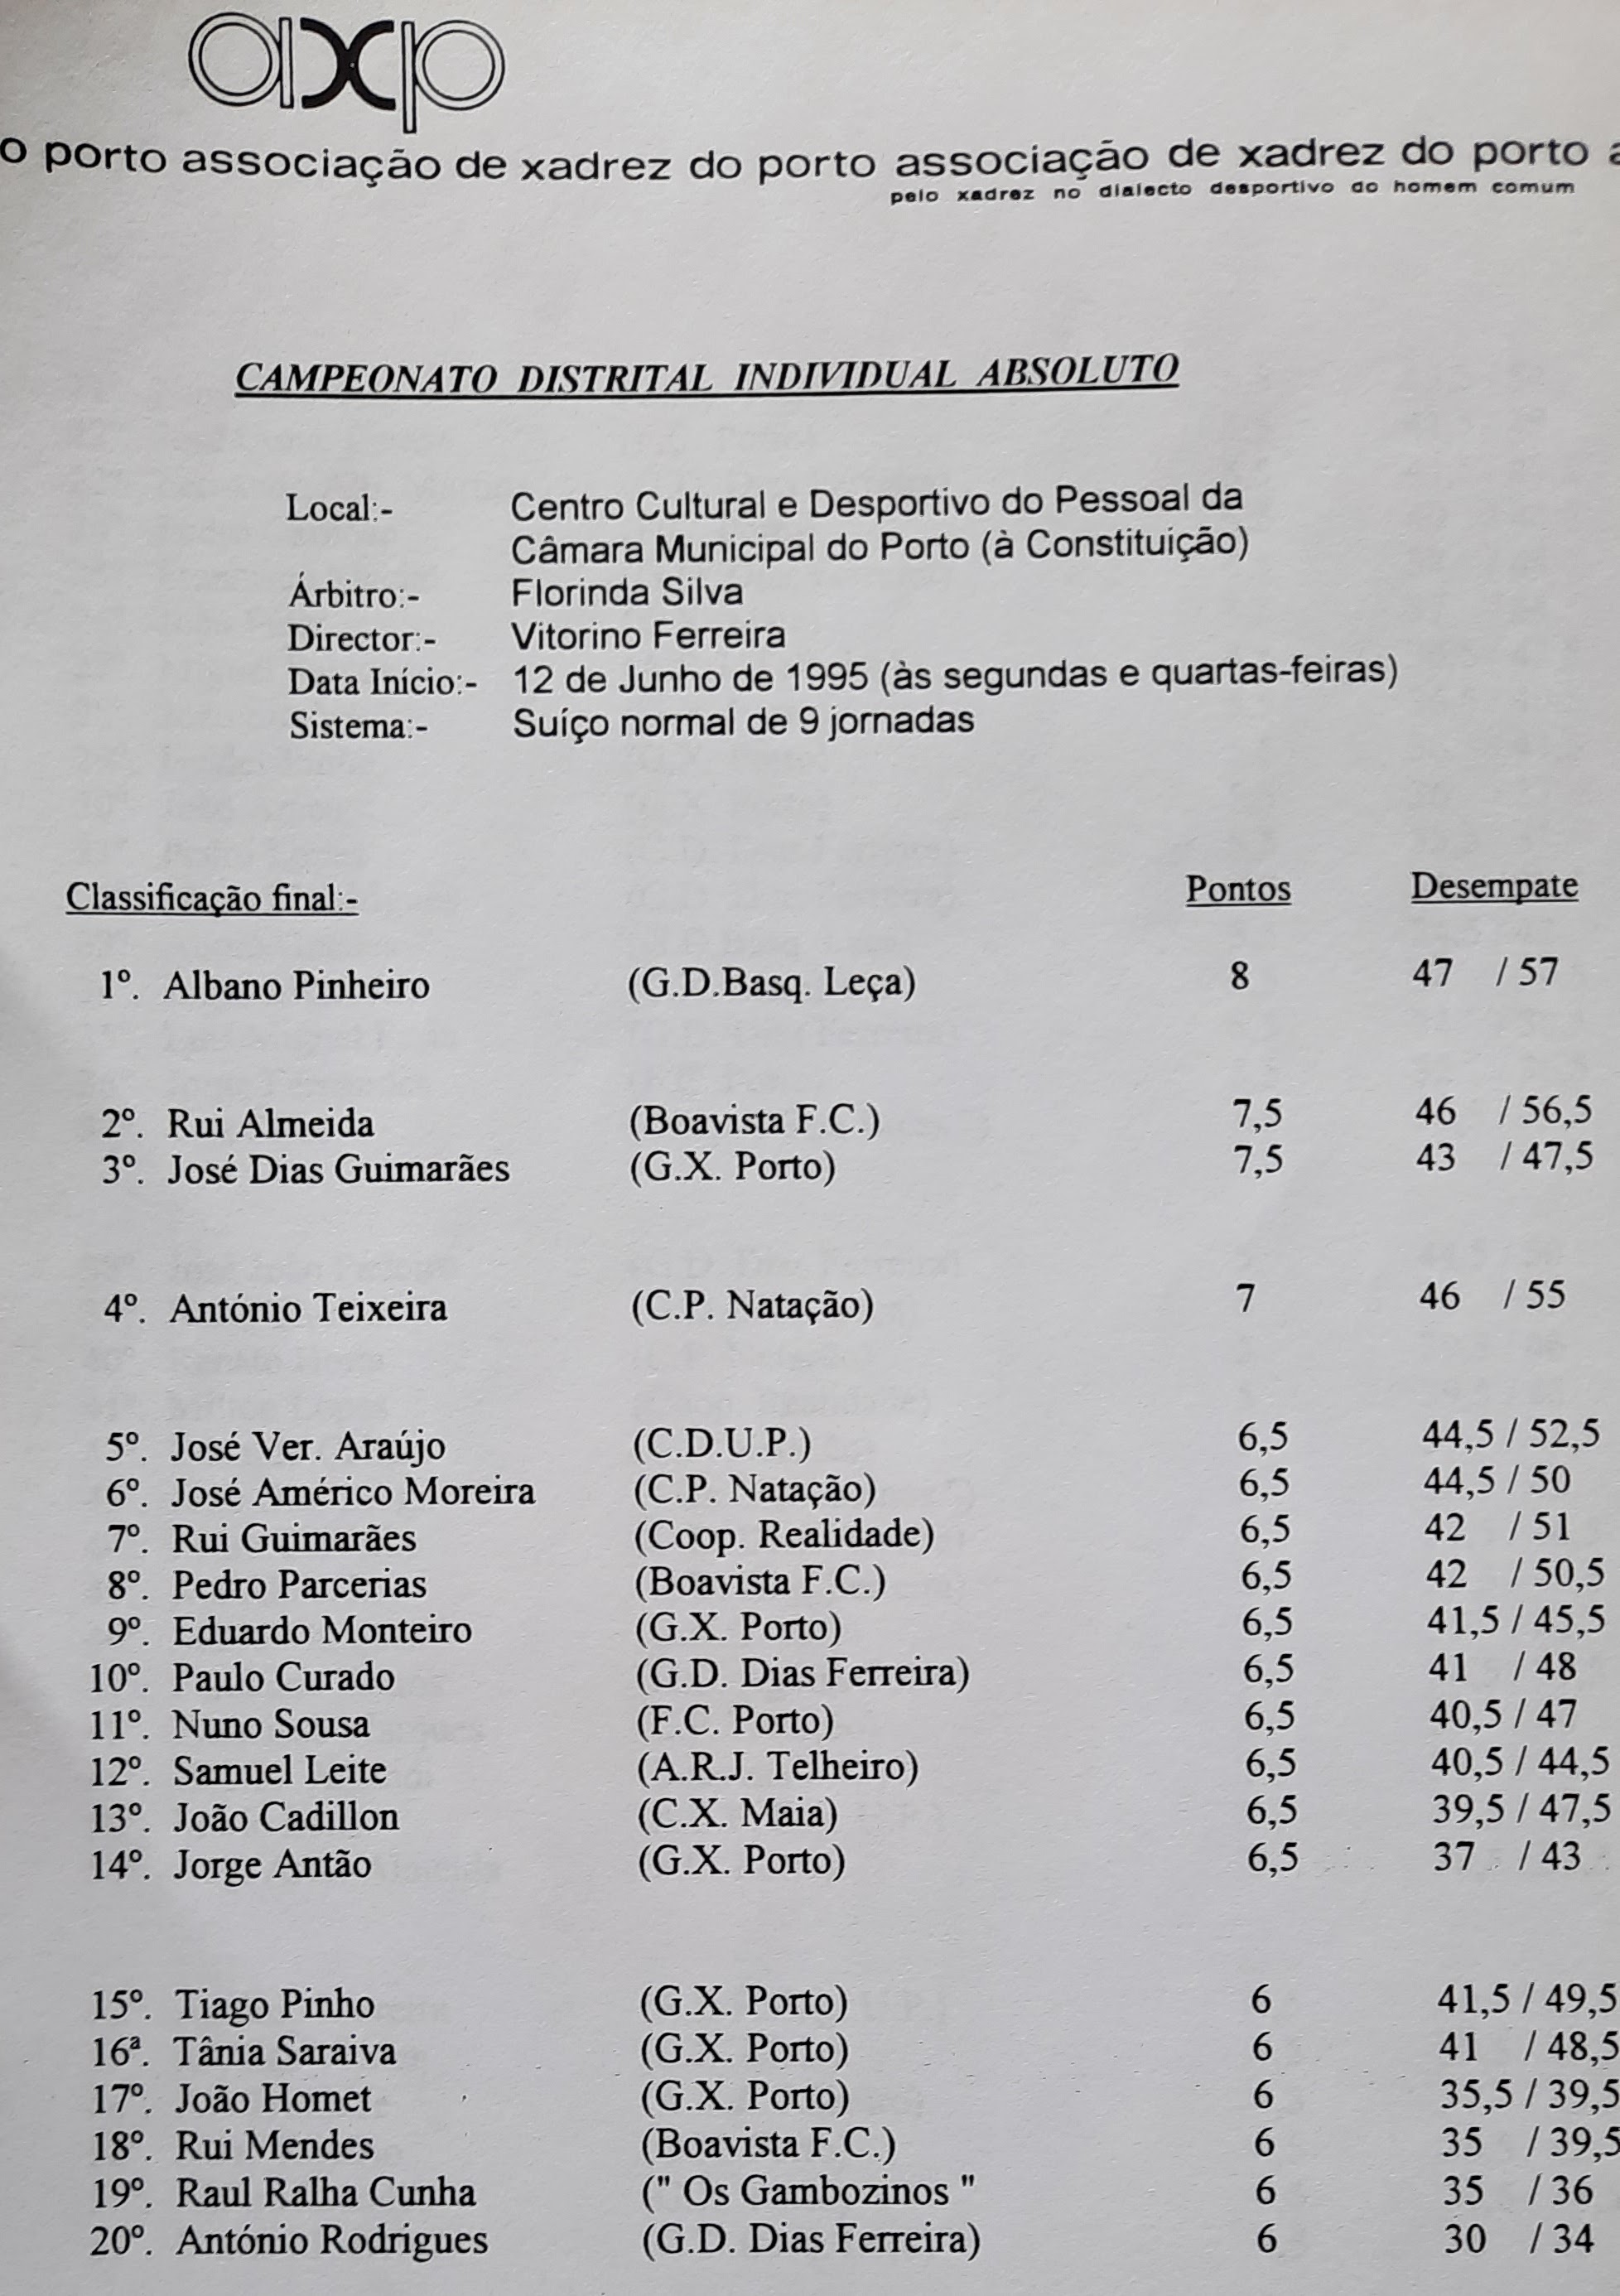 axp
o porto associação de xadrez do porto associação de xadrez do porto a
pelo xadrez no dialecto desportivo do homem comum
CAMPEONATO DISTRITAL INDIVIDUAL ABSOLUTO
Local:- Centro Cultural e Desportivo do Pessoal da
Câmara Municipal do Porto (à Constituição)
Árbitro:- Florinda Silva
Director:- Vitorino Ferreira
Data Início:- 12 de Junho de 1995 (às segundas e quartas-feiras)
Sistema:- Suíço normal de 9 jornadas
Classificação final:- Pontos Desempate
1º. Albano Pinheiro (G.D.Basq. Leça) 8 47 / 57
2º. Rui Almeida (Boavista F.C.) 7,5 46 / 56,5
3º. José Dias Guimarães (G.X. Porto) 7,5 43 / 47,5
4º. António Teixeira (C.P. Natação) 7 46 / 55
5º. José Ver. Araújo (C.D.U.P.) 6,5 44,5 / 52,5
6º. José Américo Moreira (C.P. Natação) 6,5 44,5 / 50
7º. Rui Guimarães (Coop. Realidade) 6,5 42 / 51
8º. Pedro Parcerias (Boavista F.C.) 6,5 42 / 50,5
9º. Eduardo Monteiro (G.X. Porto) 6,5 41,5 / 45,5
10º. Paulo Curado (G.D. Dias Ferreira) 6,5 41 / 48
11º. Nuno Sousa (F.C. Porto) 6,5 40,5 / 47
12º. Samuel Leite (A.R.J. Telheiro) 6,5 40,5 / 44,5
13º. João Cadillon (C.X. Maia) 6,5 39,5 / 47,5
14º. Jorge Antão (G.X. Porto) 6,5 37 / 43
15º. Tiago Pinho (G.X. Porto) 6 41,5 / 49,5
16ª. Tânia Saraiva (G.X. Porto) 6 41 / 48,5
17º. João Homet (G.X. Porto) 6 35,5 / 39,5
18º. Rui Mendes (Boavista F.C.) 6 35 / 39,5
19º. Raul Ralha Cunha (" Os Gambozinos " 6 35 / 36
20º. António Rodrigues (G.D. Dias Ferreira) 6 30 / 34